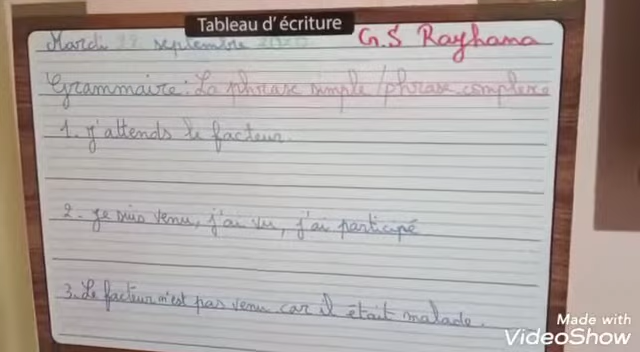 Tableau d'écriture
Mardi septembre
G.S Rayhana
Grammaire : La phrase simple / phrase complexe
1. J'attends le facteur.
2. Je suis venu, j'ai vu, j'ai participé
3. Le facteur n'est pas venu car il était malade.
Made with
VideoShow